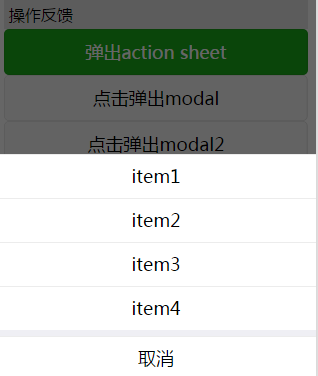 操作反馈
弹出action sheet
点击弹出modal
点击弹出modal2
item1
item2
item3
item4
取消